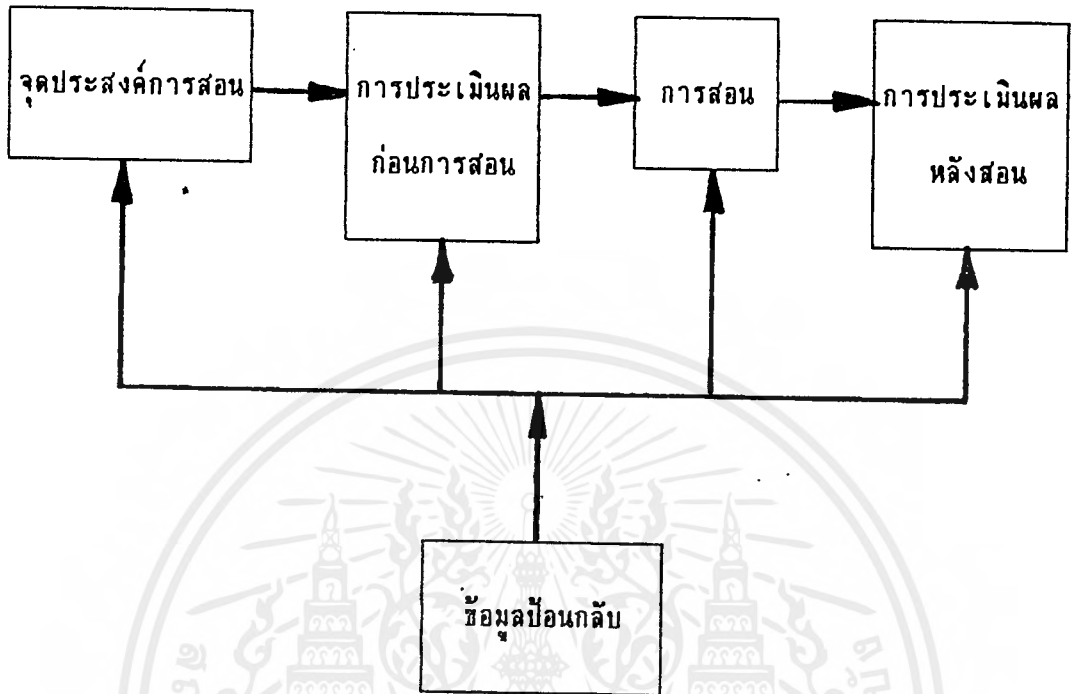 จุดประสงค์การสอน
การประเมินผล
ก่อนการสอน
การสอน
การประเมินผล
หลังสอน
ข้อมูลป้อนกลับ